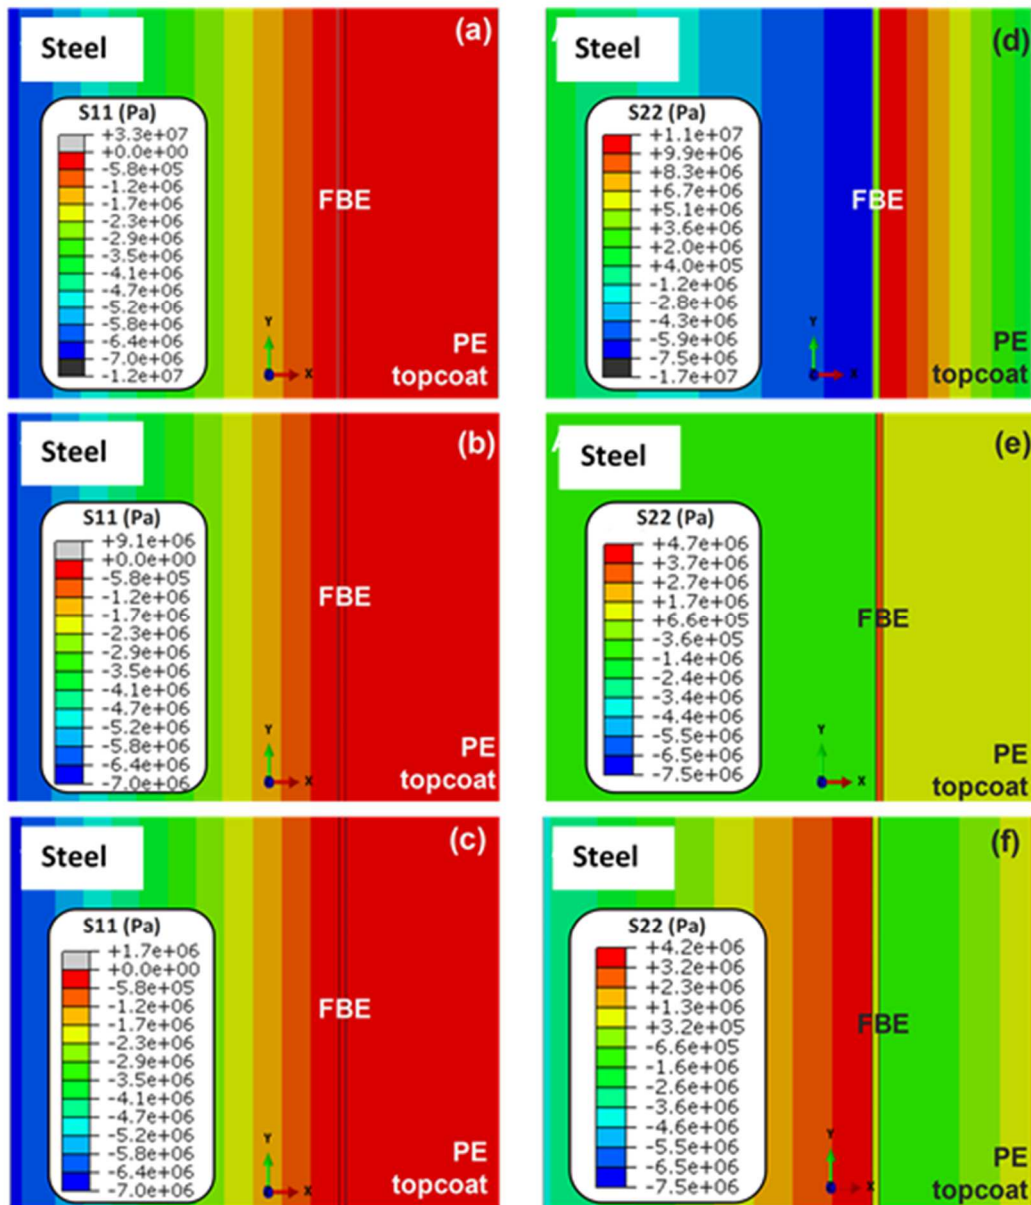 Steel
(a)
S11 (Pa)
+3.3e+07
+0.0e+00
-5.8e+05
-1.2e+06
-1.7e+06
-2.3e+06
-2.9e+06
-3.5e+06
-4.1e+06
-4.7e+06
-5.2e+06
-5.8e+06
-6.4e+06
-7.0e+06
-1.2e+07
FBE
Y
X
PE
topcoat
Steel
(d)
S22 (Pa)
+1.1e+07
+9.9e+06
+8.3e+06
+6.7e+06
+5.1e+06
+3.6e+06
+2.0e+06
+4.0e+05
-1.2e+06
-2.8e+06
-4.3e+06
-5.9e+06
-7.5e+06
-1.7e+07
FBE
Y
X
PE
topcoat
Steel
(b)
S11 (Pa)
+9.1e+06
+0.0e+00
-5.8e+05
-1.2e+06
-1.7e+06
-2.3e+06
-2.9e+06
-3.5e+06
-4.1e+06
-4.7e+06
-5.2e+06
-5.8e+06
-6.4e+06
-7.0e+06
FBE
Y
X
PE
topcoat
Steel
(e)
S22 (Pa)
+4.7e+06
+3.7e+06
+2.7e+06
+1.7e+06
+6.6e+05
-3.6e+05
-1.4e+06
-2.4e+06
-3.4e+06
-4.4e+06
-5.5e+06
-6.5e+06
-7.5e+06
FBE
Y
X
PE
topcoat
Steel
(c)
S11 (Pa)
+1.7e+06
+0.0e+00
-5.8e+05
-1.2e+06
-1.7e+06
-2.3e+06
-2.9e+06
-3.5e+06
-4.1e+06
-4.7e+06
-5.2e+06
-5.8e+06
-6.4e+06
-7.0e+06
FBE
Y
X
PE
topcoat
Steel
(f)
S22 (Pa)
+4.2e+06
+3.2e+06
+2.3e+06
+1.3e+06
+3.2e+05
-6.6e+05
-1.6e+06
-2.6e+06
-3.6e+06
-4.6e+06
-5.5e+06
-6.5e+06
-7.5e+06
FBE
Y
X
PE
topcoat